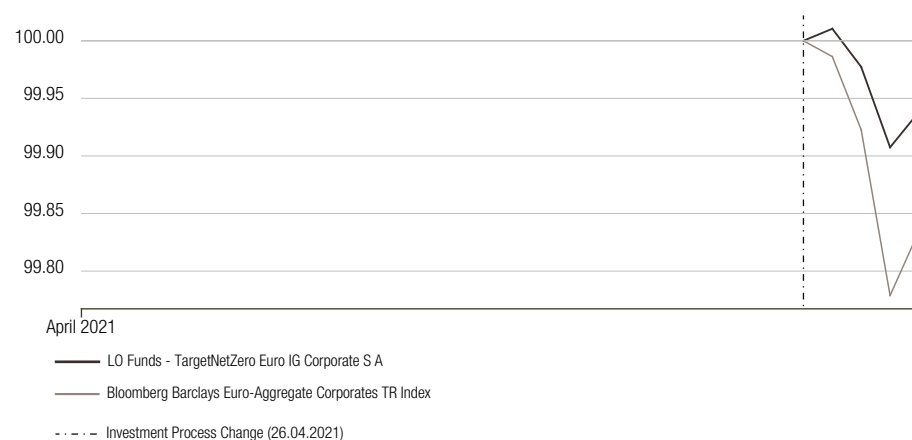 100.00
99.95
99.90
99.85
99.80
April 2021
LO Funds - TargetNetZero Euro IG Corporate S A
Bloomberg Barclays Euro-Aggregate Corporates TR Index
Investment Process Change (26.04.2021)